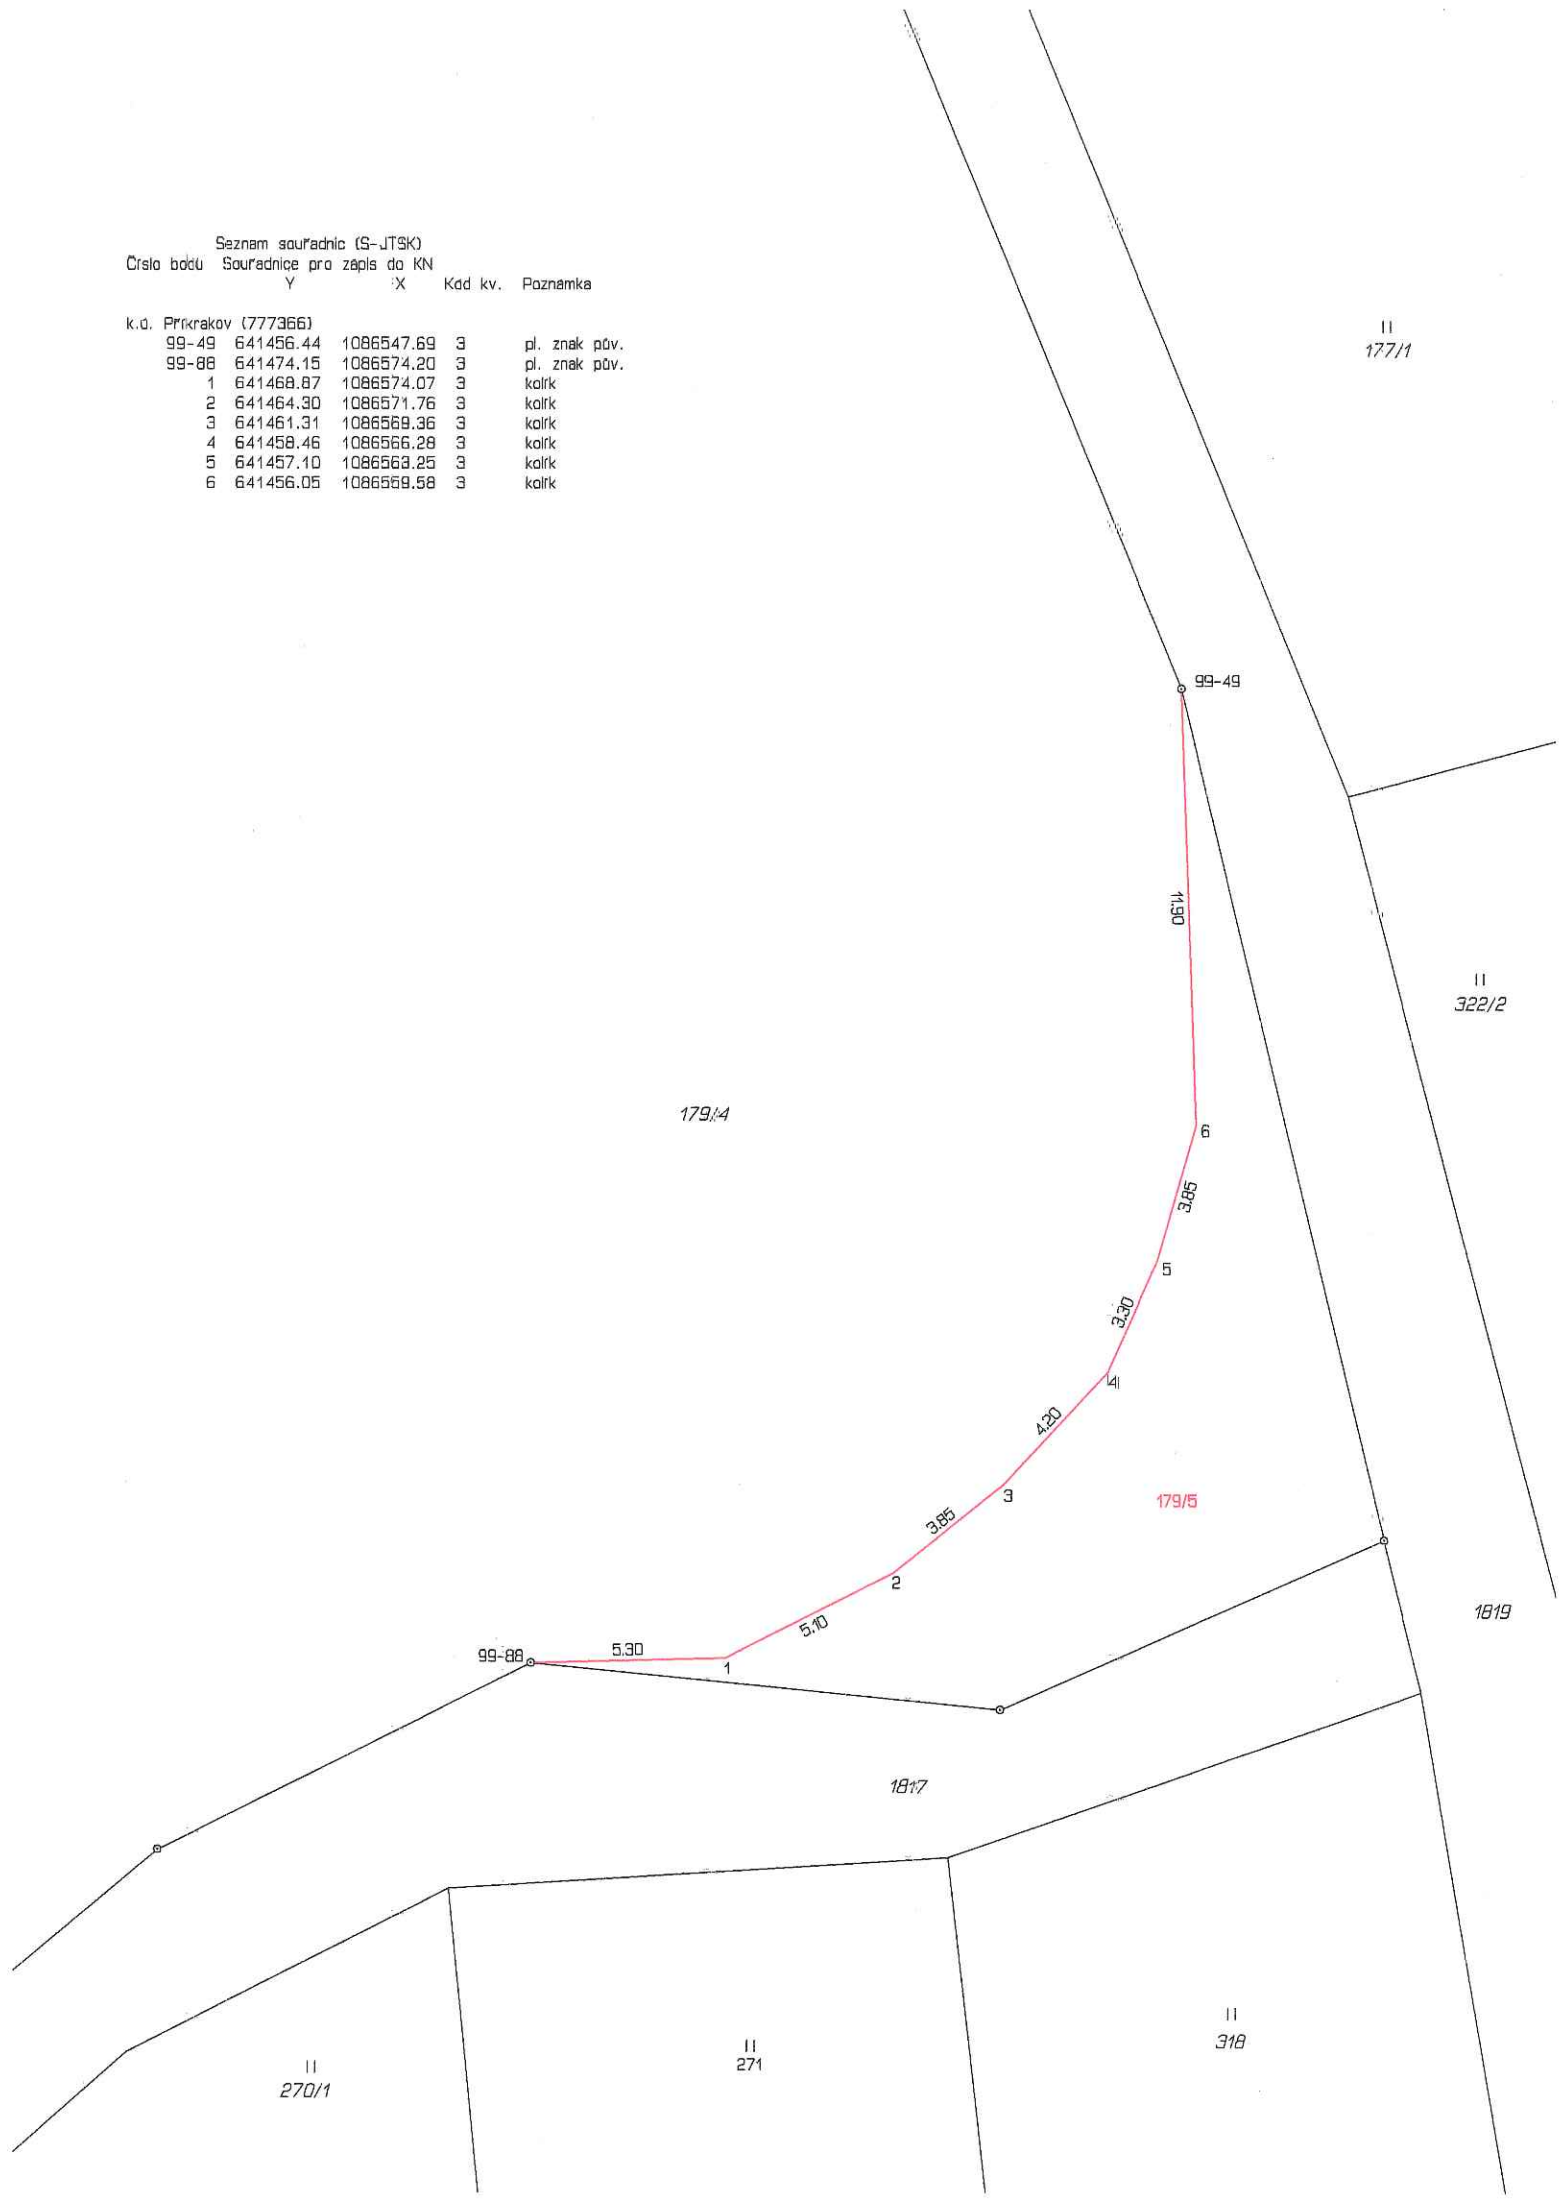 Seznam souřadnic (S-JTSK)
Číslo bodu Souřadnice pro zápis do KN
Y X Kód kv. Poznámka
k.ú. Příkrakov (777366)
99-49 641456.44 1086547.69 3 pl. znak pův.
99-88 641474.15 1086574.20 3 pl. znak pův.
1 641468.87 1086574.07 3 kolík
2 641464.30 1086571.76 3 kolík
3 641461.31 1086569.36 3 kolík
4 641458.46 1086566.28 3 kolík
5 641457.10 1086563.25 3 kolík
6 641456.05 1086559.58 3 kolík
177/1
99-49
11.90
322/2
179/4
6
3.85
5
3.30
4
4.20
3
179/5
3.85
2
1819
5.10
5.30
99-88
1
1817
318
271
270/1